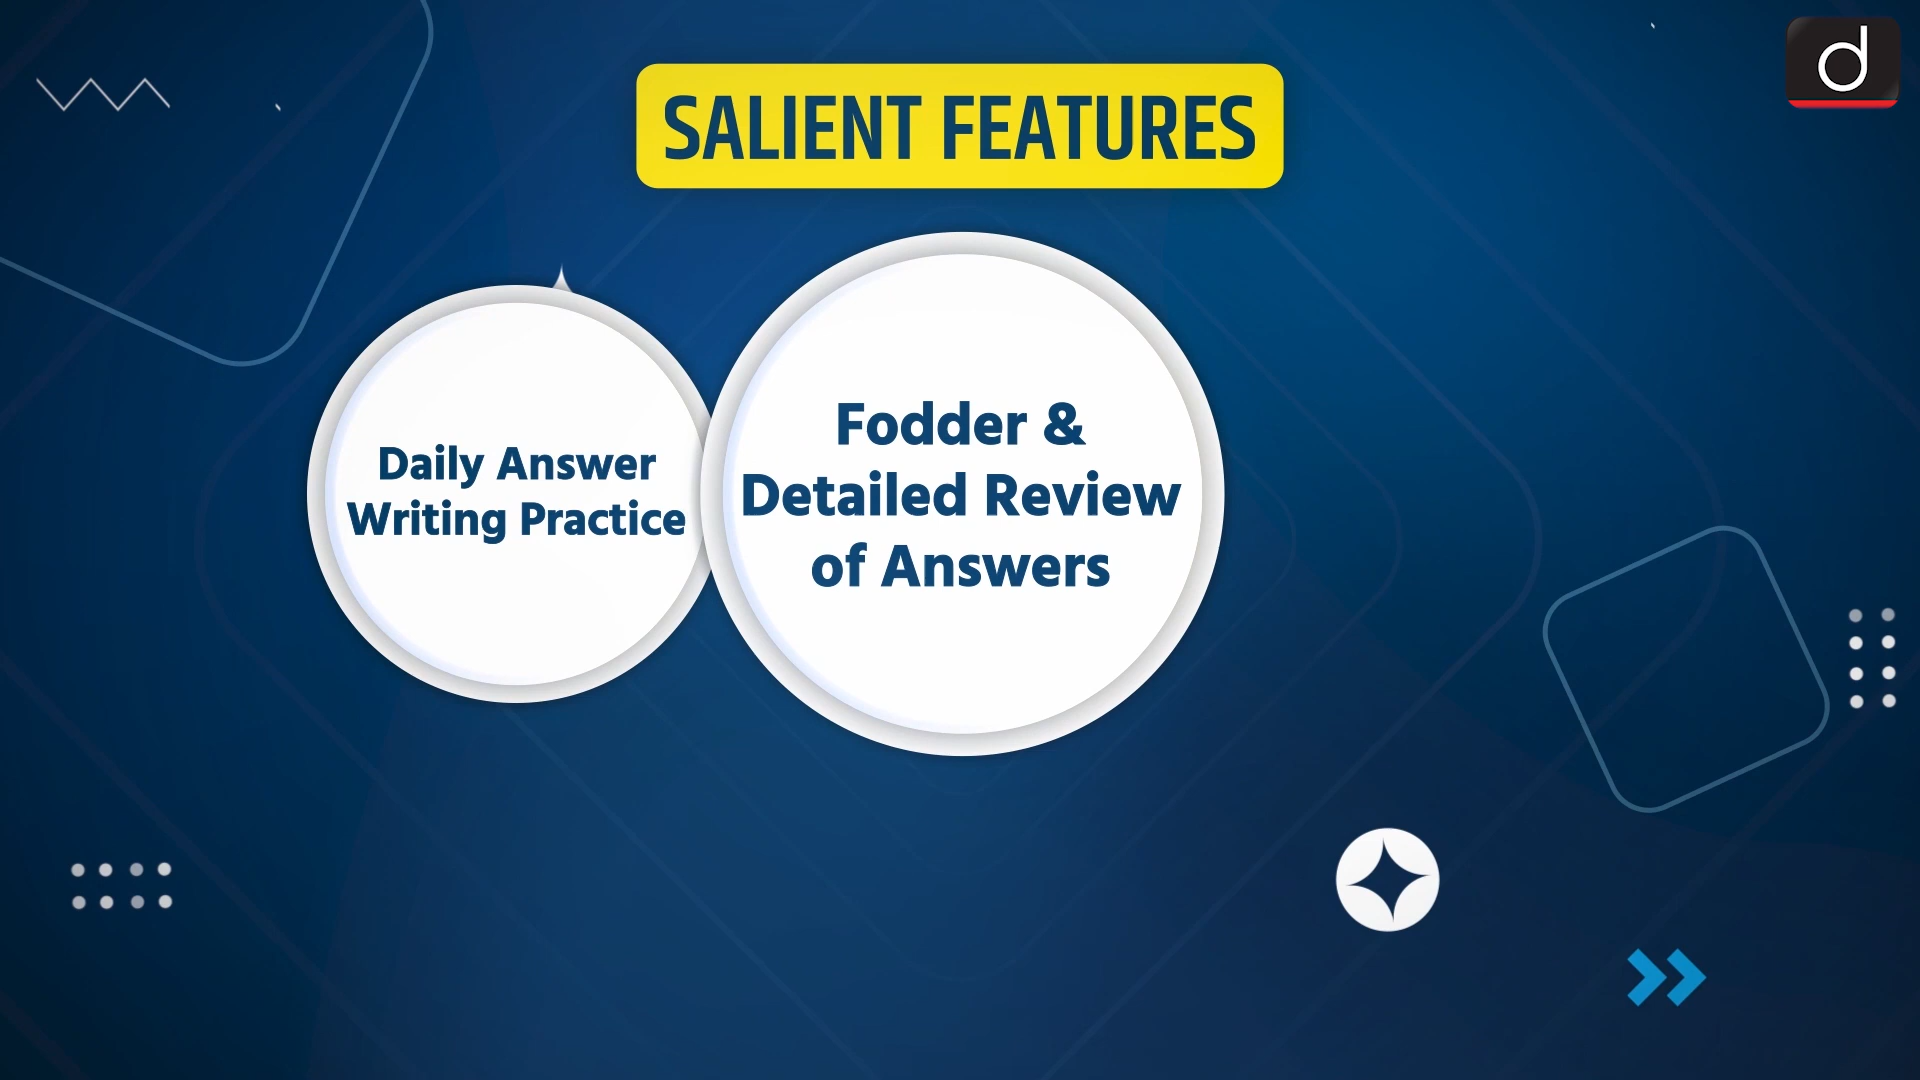 SALIENT FEATURES
d
Daily Answer
Writing Practice
Fodder &
Detailed Review
of Answers